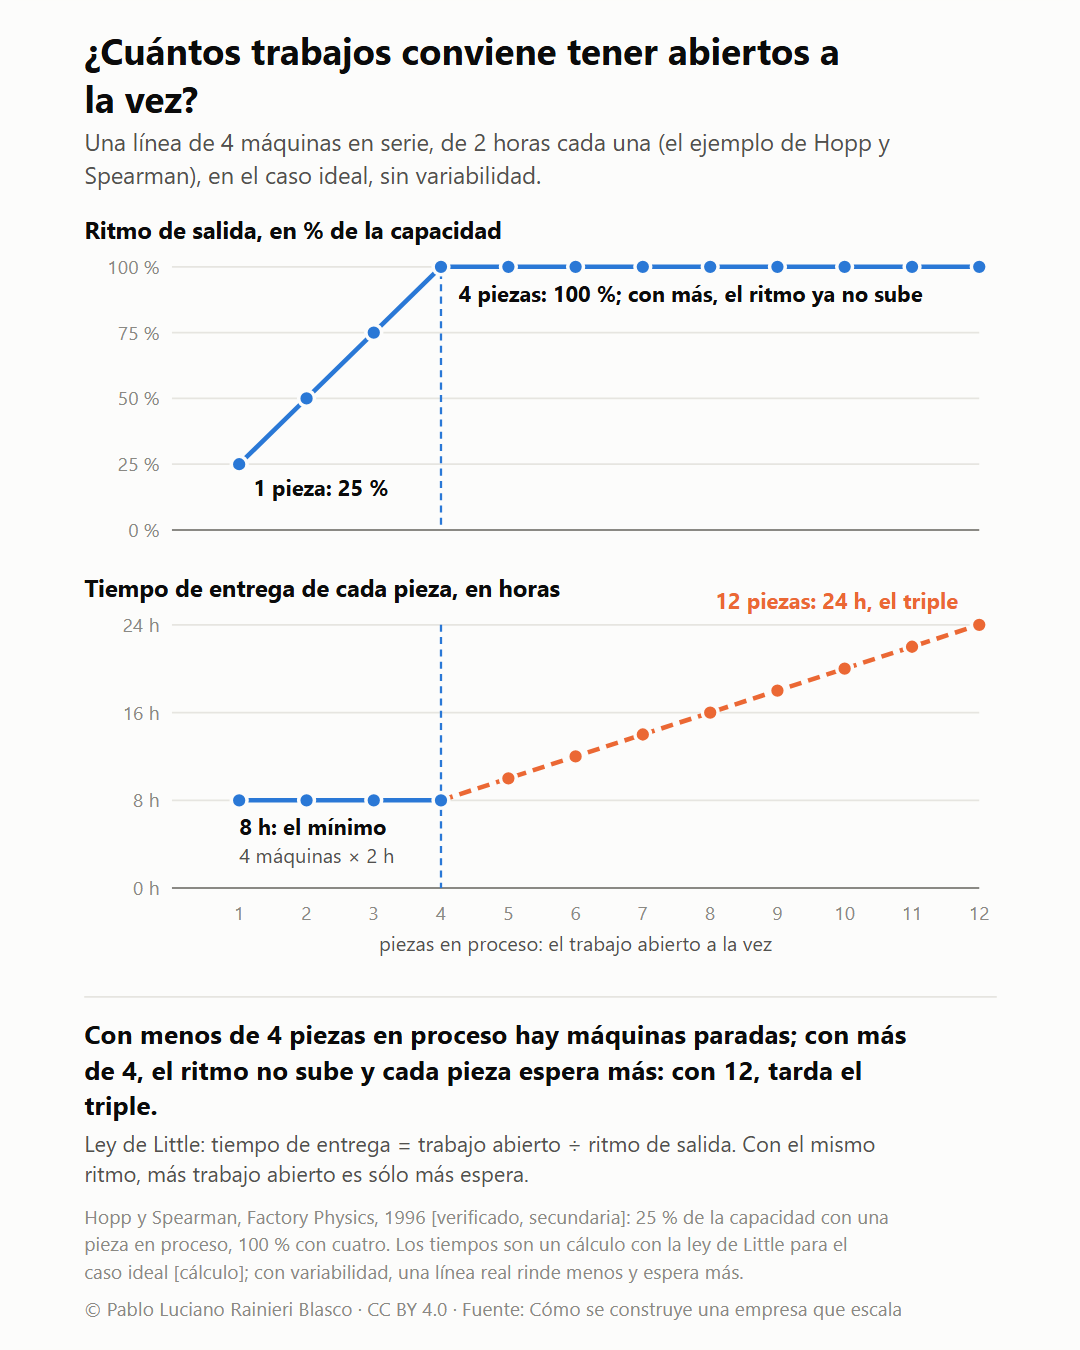 ¿Cuántos trabajos conviene tener abiertos a
la vez?
Una línea de 4 máquinas en serie, de 2 horas cada una (el ejemplo de Hopp y
Spearman), en el caso ideal, sin variabilidad.
Ritmo de salida, en % de la capacidad
100 %
4 piezas: 100 %; con más, el ritmo ya no sube
75 %
50 %
25 %
1 pieza: 25 %
0 %
Tiempo de entrega de cada pieza, en horas
12 piezas: 24 h, el triple
24 h
16 h
8 h
8 h: el mínimo
4 máquinas × 2 h
0 h
1 2 3 4 5 6 7 8 9 10 11 12
piezas en proceso: el trabajo abierto a la vez
Con menos de 4 piezas en proceso hay máquinas paradas; con más
de 4, el ritmo no sube y cada pieza espera más: con 12, tarda el
triple.
Ley de Little: tiempo de entrega = trabajo abierto ÷ ritmo de salida. Con el mismo
ritmo, más trabajo abierto es sólo más espera.
Hopp y Spearman, Factory Physics, 1996 [verificado, secundaria]: 25 % de la capacidad con una
pieza en proceso, 100 % con cuatro. Los tiempos son un cálculo con la ley de Little para el
caso ideal [cálculo]; con variabilidad, una línea real rinde menos y espera más.
© Pablo Luciano Rainieri Blasco · CC BY 4.0 · Fuente: Cómo se construye una empresa que escala